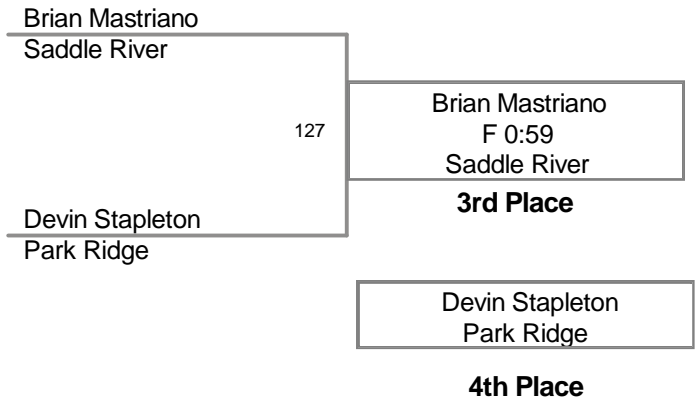 Brian Mastriano
Saddle River
127
Brian Mastriano
F 0:59
Saddle River
3rd Place
Devin Stapleton
Park Ridge
Devin Stapleton
Park Ridge
4th Place